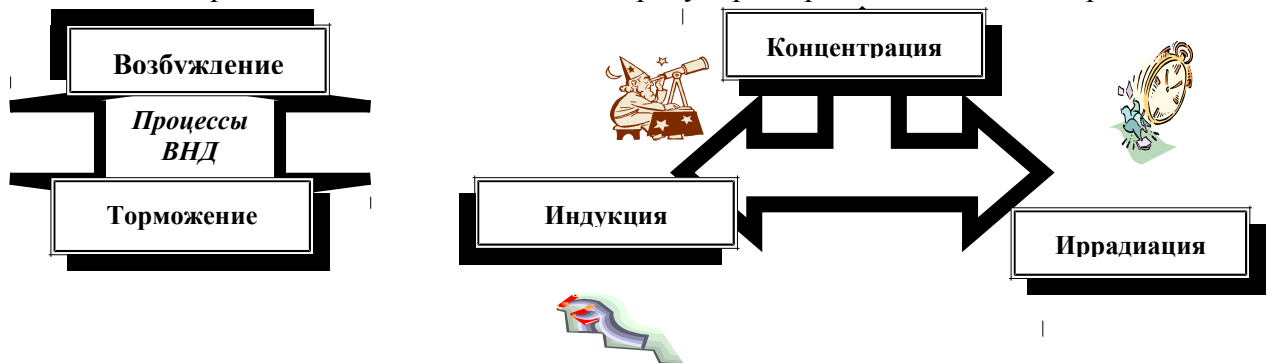 Возбуждение
Процессы
ВНД
Торможение
Концентрация
Индукция
Иррадиация